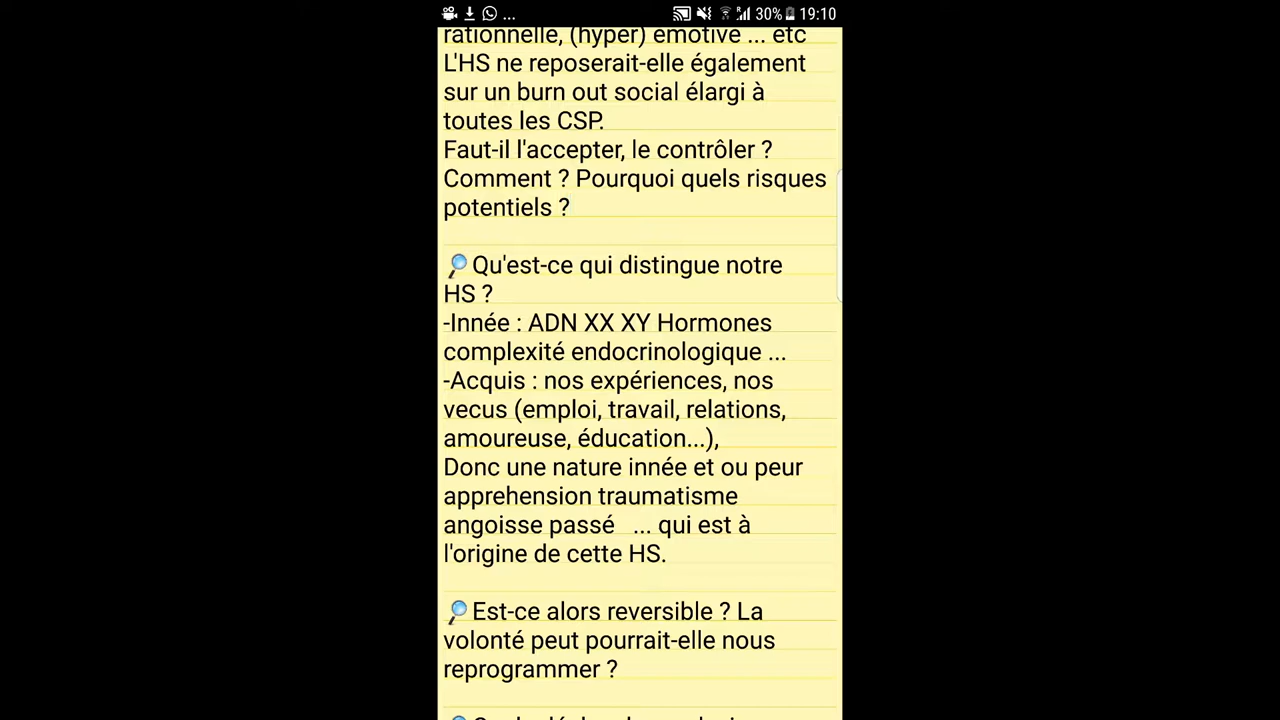 ... 30% 19:10
rationnelle, (hyper) émotive ... etc
L'HS ne reposerait-elle également
sur un burn out social élargi à
toutes les CSP.
Faut-il l'accepter, le contrôler ?
Comment ? Pourquoi quels risques
potentiels ?
Qu'est-ce qui distingue notre
HS ?
-Innée : ADN XX XY Hormones
complexité endocrinologique ...
-Acquis : nos expériences, nos
vecus (emploi, travail, relations,
amoureuse, éducation...),
Donc une nature innée et ou peur
apprehension traumatisme
angoisse passé ... qui est à
l'origine de cette HS.
Est-ce alors reversible ? La
volonté peut pourrait-elle nous
reprogrammer ?